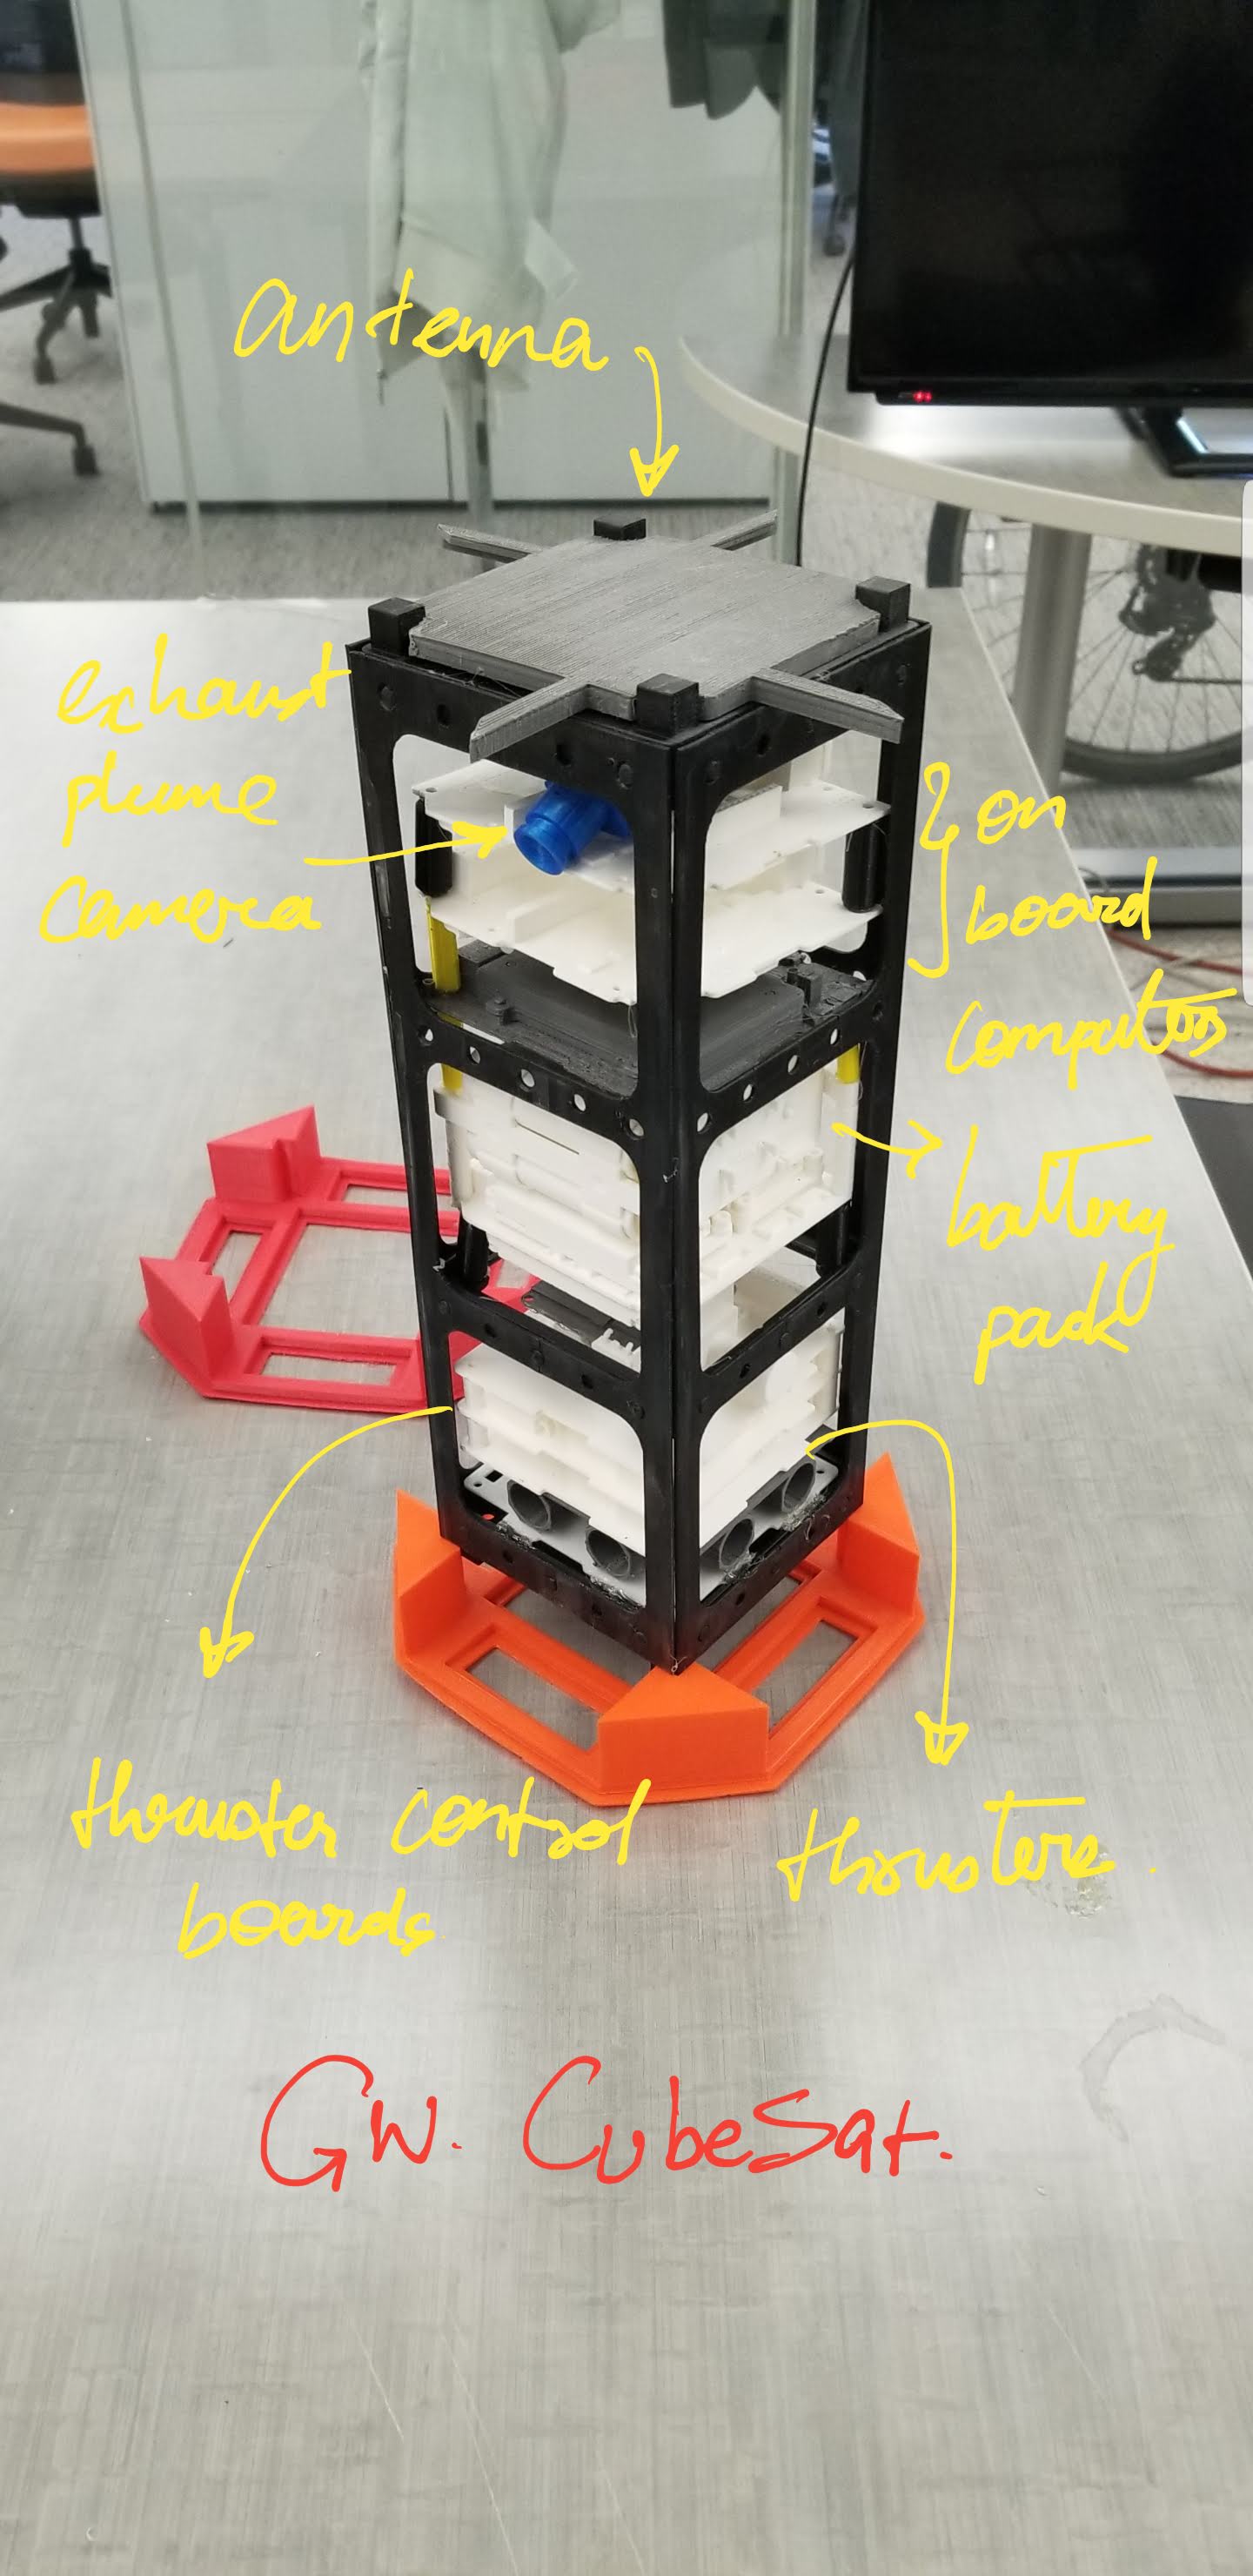 antenna
exhaust
plume
camera
on
board
computers
battery
pack
thruster control
boards
thrusters.
GW. CubeSat.